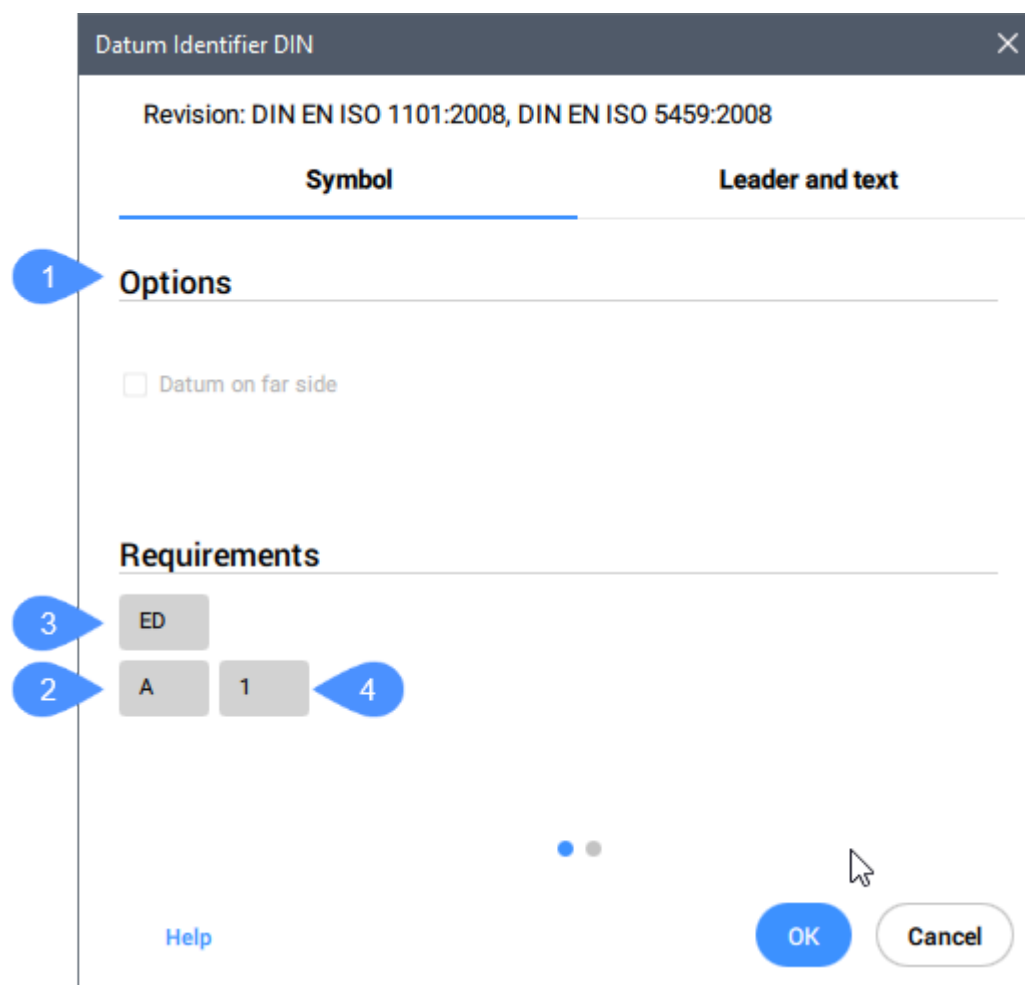 Datum Identifier DIN
Revision: DIN EN ISO 1101:2008, DIN EN ISO 5459:2008
Symbol Leader and text
1 Options
Datum on far side
Requirements
3 ED
2 A 1 4
Help OK Cancel